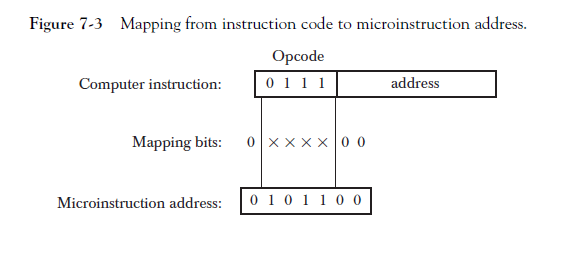 Figure 7-3 Mapping from instruction code to microinstruction address.
Opcode
Computer instruction: 0 1 1 1 address
Mapping bits: 0 × × × × 0 0
Microinstruction address: 0 1 0 1 1 0 0